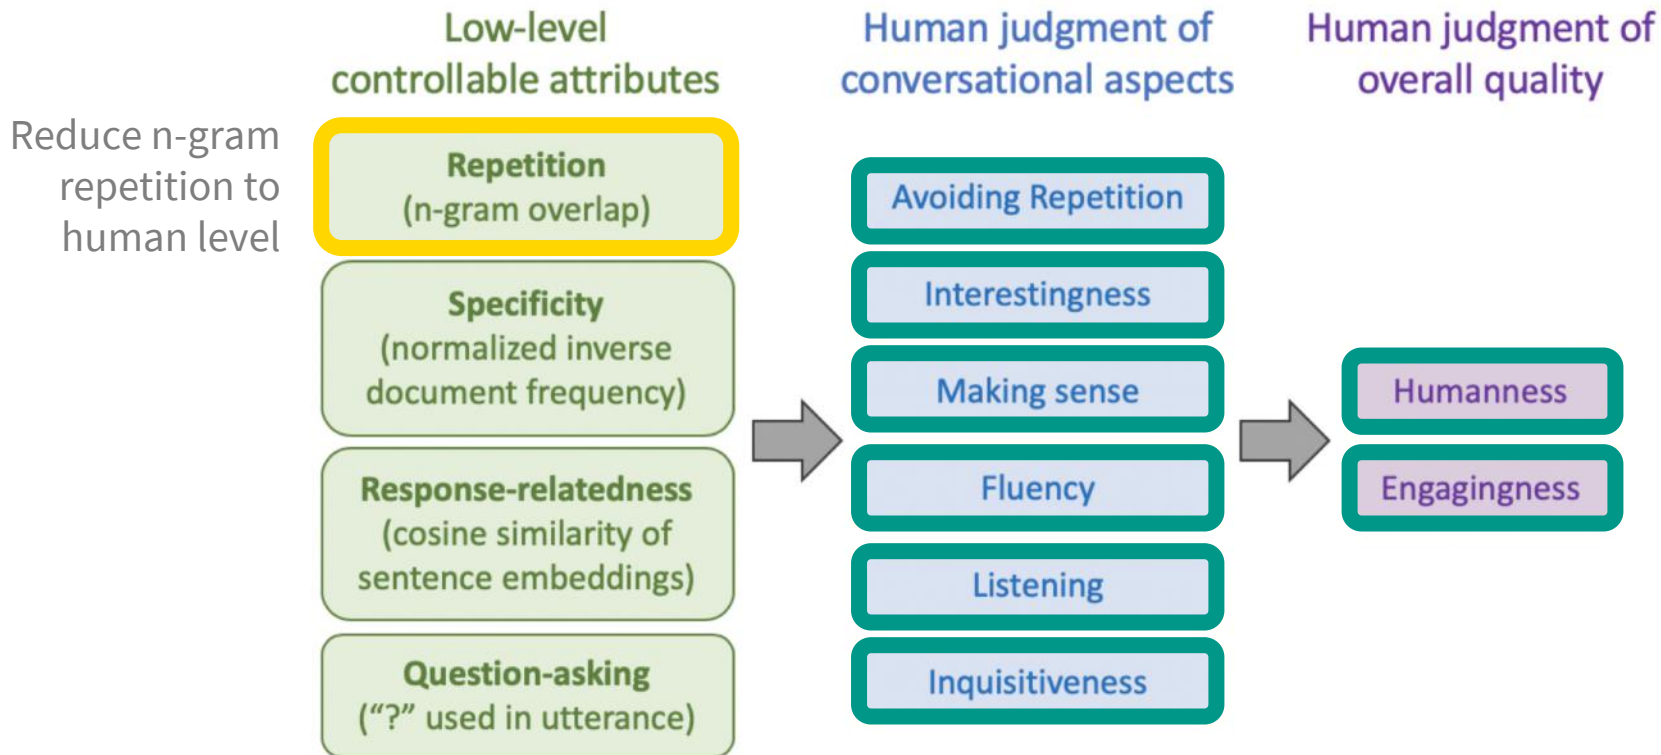 Low-level
controllable attributes
Reduce n-gram
repetition to
human level
Repetition
(n-gram overlap)
Specificity
(normalized inverse
document frequency)
Response-relatedness
(cosine similarity of
sentence embeddings)
Question-asking
(“?” used in utterance)
Human judgment of
conversational aspects
Avoiding Repetition
Interestingness
Making sense
Fluency
Listening
Inquisitiveness
Human judgment of
overall quality
Humanness
Engagingness